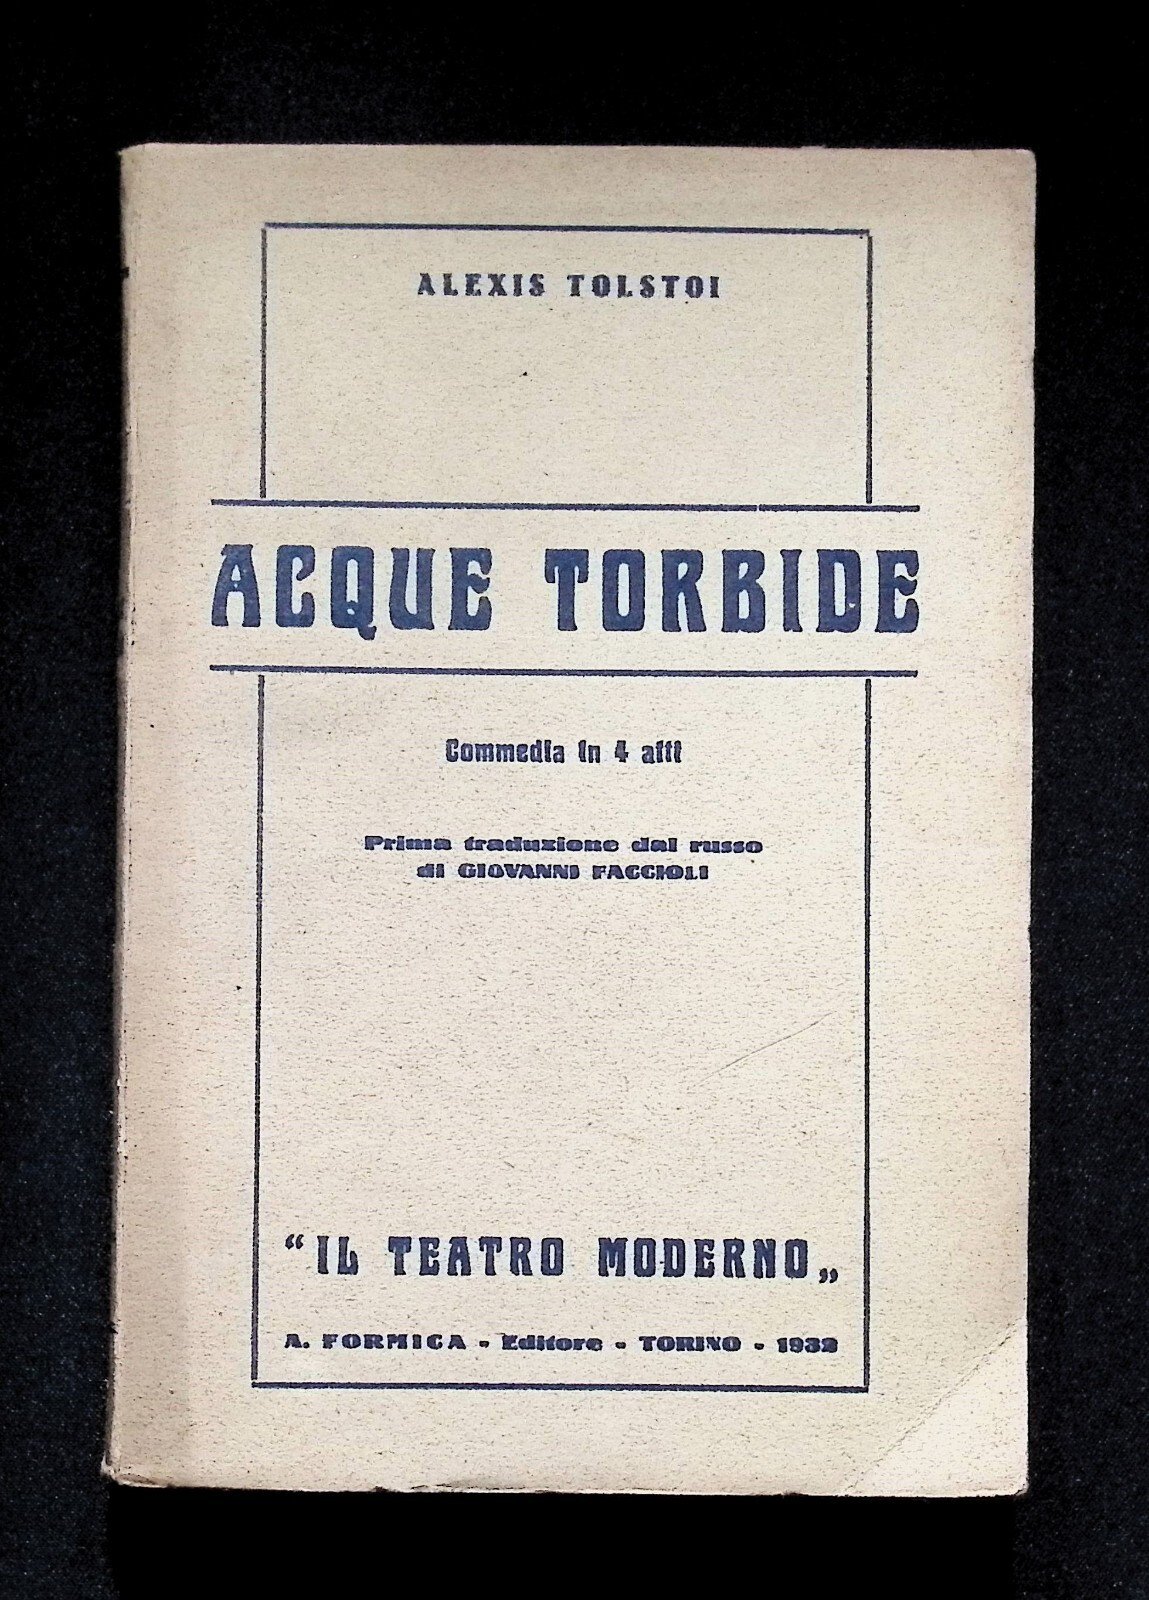 ALEXIS TOLSTOI
ACQUE TORBIDE
Commedia in 4 atti
Prima traduzione dal russo
di GIOVANNI FACCIOLI
“IL TEATRO MODERNO„
A. FORMICA - Editore - TORINO - 1932